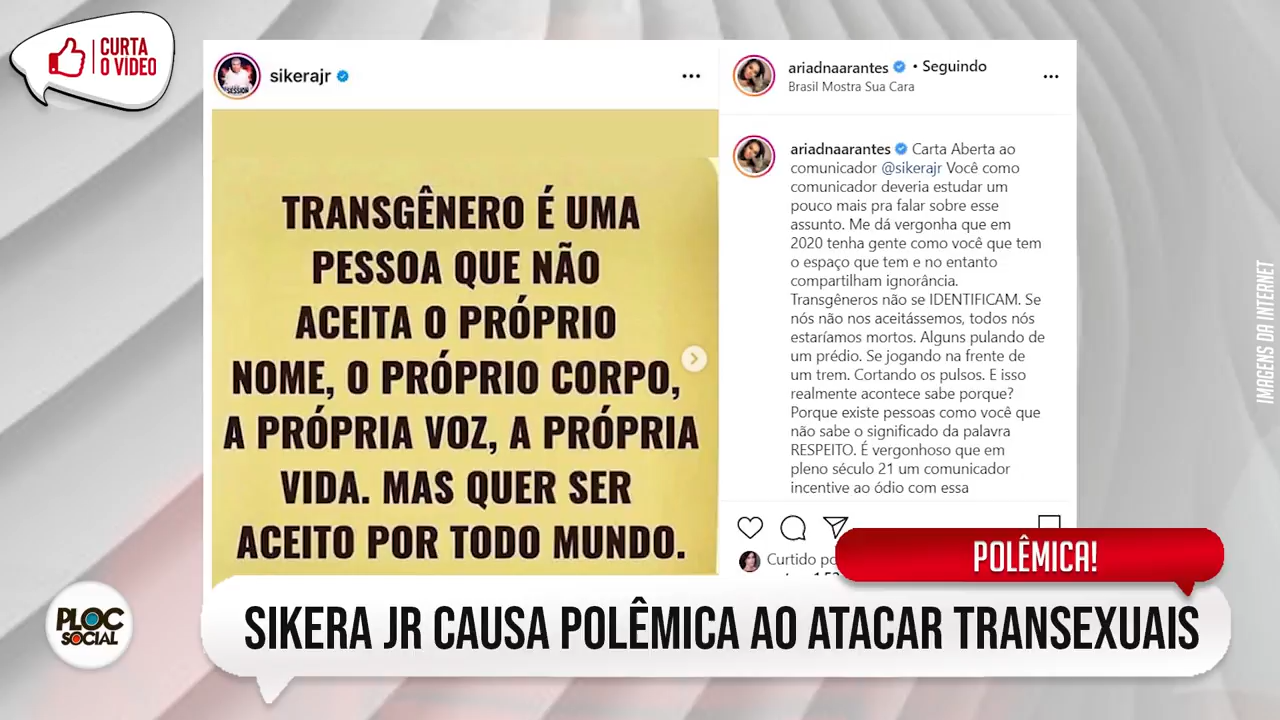 CURTA
O VIDEO
sikerajr
SESSION
TRANSGÊNERO É UMA
PESSOA QUE NÃO
ACEITA O PRÓPRIO
NOME, O PRÓPRIO CORPO,
A PRÓPRIA VOZ, A PRÓPRIA
VIDA. MAS QUER SER
ACEITO POR TODO MUNDO.
ariadnaarantes • Seguindo
Brasil Mostra Sua Cara
ariadnaarantes Carta Aberta ao
comunicador @sikerajr Você como
comunicador deveria estudar um
pouco mais pra falar sobre esse
assunto. Me dá vergonha que em
2020 tenha gente como você que tem
o espaço que tem e no entanto
compartilham ignorância.
Transgêneros não se IDENTIFICAM. Se
nós não nos aceitássemos, todos nós
estaríamos mortos. Alguns pulando de
um prédio. Se jogando na frente de
um trem. Cortando os pulsos. E isso
realmente acontece sabe porque?
Porque existe pessoas como você que
não sabe o significado da palavra
RESPEITO. É vergonhoso que em
pleno século 21 um comunicador
incentive ao ódio com essa
Curtido po
IMAGENS DA INTERNET
POLÊMICA!
PLOC
SOCIAL
SIKERA JR CAUSA POLÊMICA AO ATACAR TRANSEXUAIS